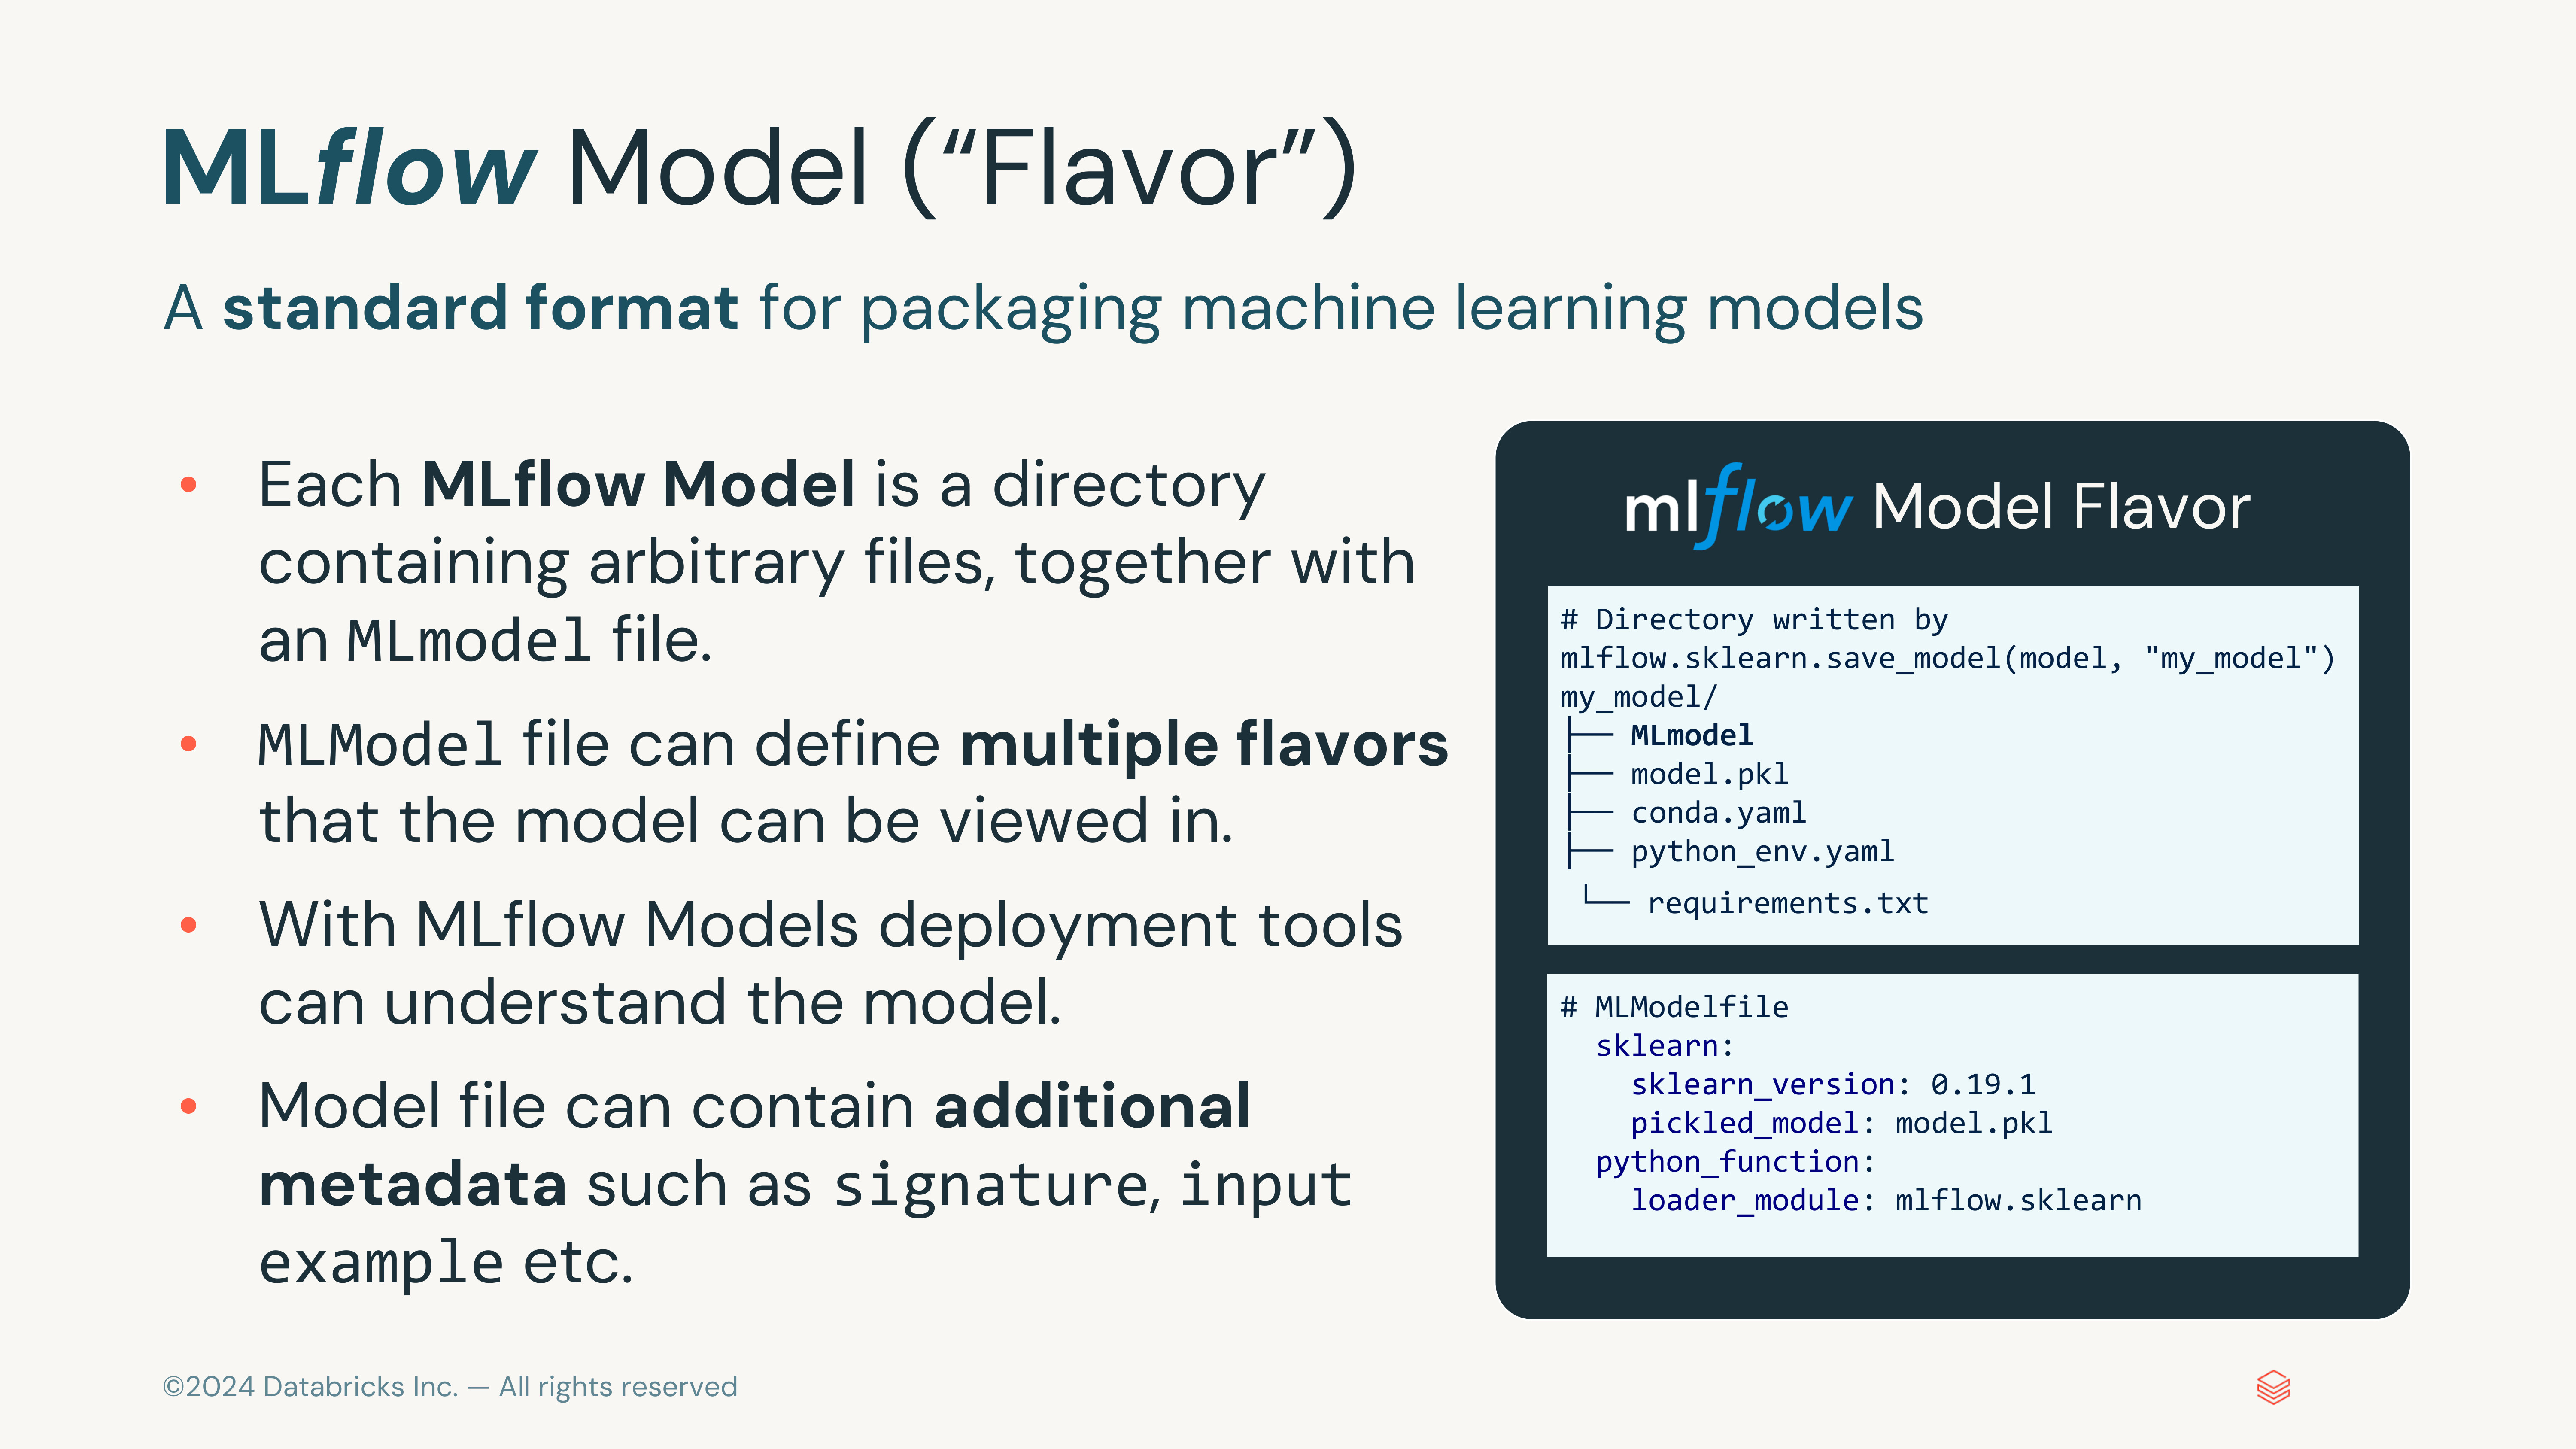 MLflow Model (“Flavor”)
A standard format for packaging machine learning models
• Each MLflow Model is a directory
containing arbitrary files, together with
an MLmodel file.
• MLModel file can define multiple flavors
that the model can be viewed in.
• With MLflow Models deployment tools
can understand the model.
• Model file can contain additional
metadata such as signature, input
example etc.
mlflow Model Flavor
# Directory written by
mlflow.sklearn.save_model(model, "my_model")
my_model/
├── MLmodel
├── model.pkl
├── conda.yaml
├── python_env.yaml
└── requirements.txt
# MLModelfile
sklearn:
sklearn_version: 0.19.1
pickled_model: model.pkl
python_function:
loader_module: mlflow.sklearn
©2024 Databricks Inc. — All rights reserved